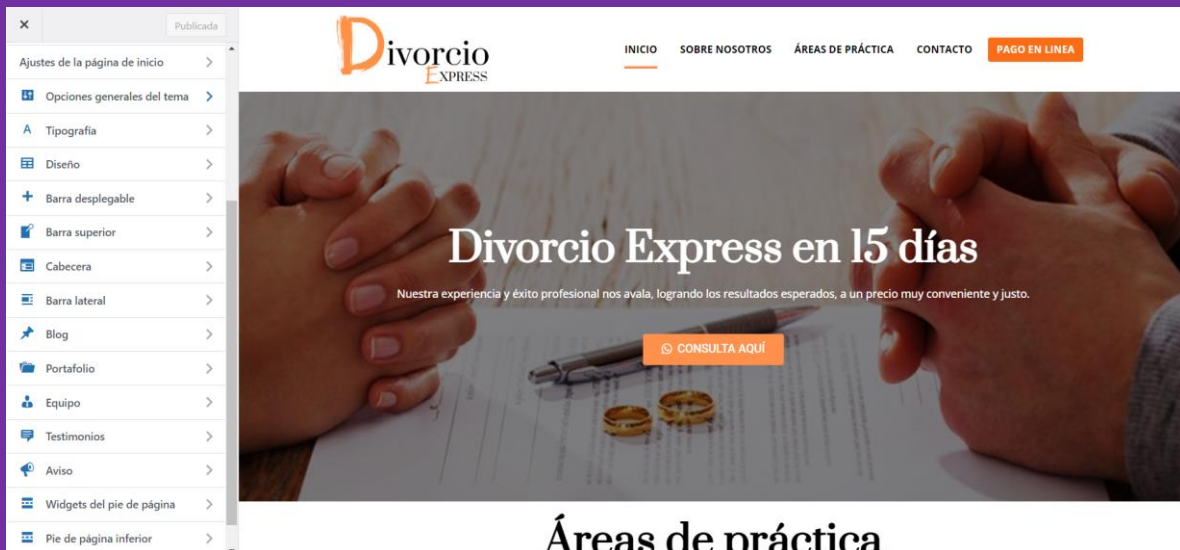 Publicada
Ajustes de la página de inicio
Opciones generales del tema
Tipografía
Diseño
Barra desplegable
Barra superior
Cabecera
Barra lateral
Blog
Portafolio
Equipo
Testimonios
Aviso
Widgets del pie de página
Pie de página inferior
Divorcio
EXPRESS
INICIO SOBRE NOSOTROS ÁREAS DE PRÁCTICA CONTACTO PAGO EN LINEA
Divorcio Express en 15 días
Nuestra experiencia y éxito profesional nos avala, logrando los resultados esperados, a un precio muy conveniente y justo.
CONSULTA AQUÍ
Áreas de práctica